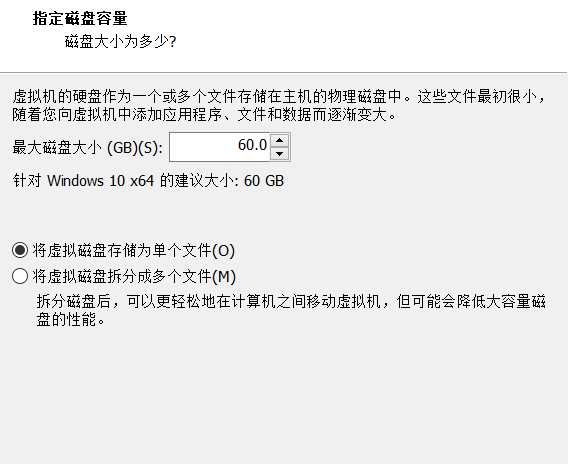 指定磁盘容量
磁盘大小为多少?
虚拟机的硬盘作为一个或多个文件存储在主机的物理磁盘中。这些文件最初很小，
随着您向虚拟机中添加应用程序、文件和数据而逐渐变大。
最大磁盘大小 (GB)(S): 60.0
针对 Windows 10 x64 的建议大小: 60 GB
将虚拟磁盘存储为单个文件(O)
将虚拟磁盘拆分成多个文件(M)
拆分磁盘后，可以更轻松地在计算机之间移动虚拟机，但可能会降低大容量磁
盘的性能。